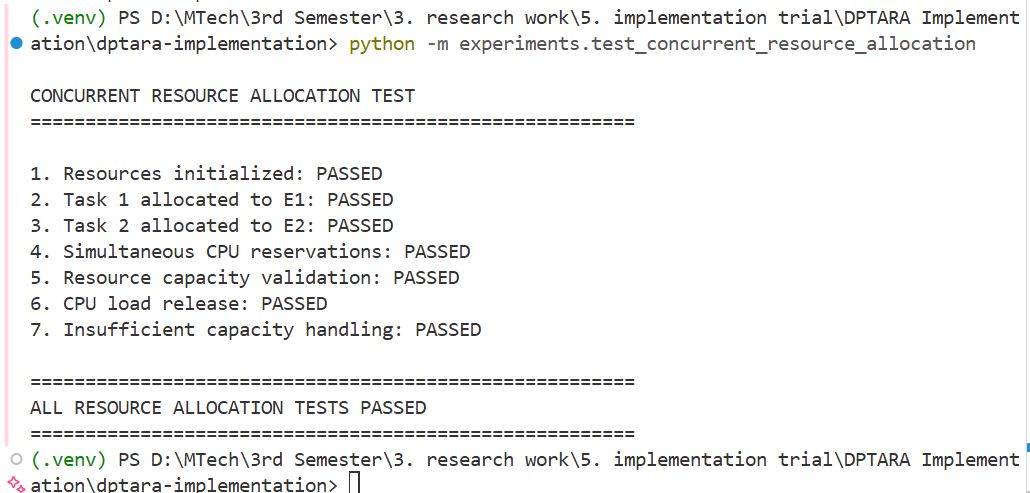 (.venv) PS D:\MTech\3rd Semester\3. research work\5. implementation trial\DPTARA Implement
ation\dptara-implementation> python -m experiments.test_concurrent_resource_allocation
CONCURRENT RESOURCE ALLOCATION TEST
=======================================================
1. Resources initialized: PASSED
2. Task 1 allocated to E1: PASSED
3. Task 2 allocated to E2: PASSED
4. Simultaneous CPU reservations: PASSED
5. Resource capacity validation: PASSED
6. CPU load release: PASSED
7. Insufficient capacity handling: PASSED
=======================================================
ALL RESOURCE ALLOCATION TESTS PASSED
=======================================================
(.venv) PS D:\MTech\3rd Semester\3. research work\5. implementation trial\DPTARA Implement
ation\dptara-implementation>